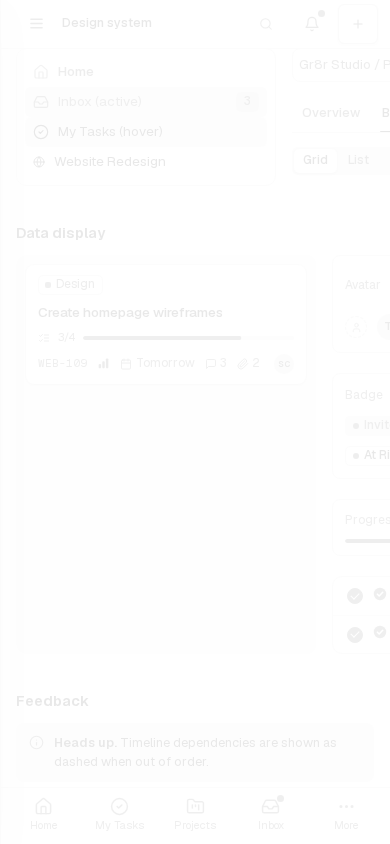 Design system
Home
Inbox (active) 3
My Tasks (hover)
Website Redesign
Gr8r Studio / P
Overview B
Grid List
Data display
Design
Create homepage wireframes
3/4
WEB-109 Tomorrow 3 2
Avatar
Badge
Invit
At Ri
Progres
Feedback
Heads up. Timeline dependencies are shown as
dashed when out of order.
Home My Tasks Projects Inbox More